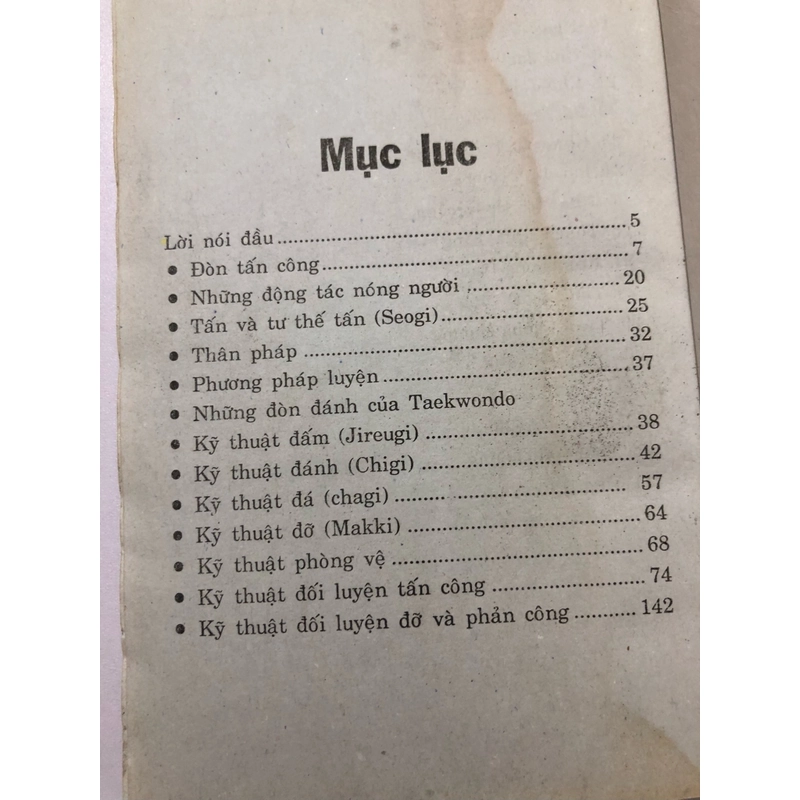 Mục lục
Lời nói đầu ........................ 5
• Đòn tấn công ........................ 7
• Những động tác nóng người ........................ 20
• Tấn và tư thế tấn (Seogi) ........................ 25
• Thân pháp ........................ 32
• Phương pháp luyện ........................ 37
• Những đòn đánh của Taekwondo
• Kỹ thuật đấm (Jireugi) ........................ 38
• Kỹ thuật đánh (Chigi) ........................ 42
• Kỹ thuật đá (chagi) ........................ 57
• Kỹ thuật đỡ (Makki) ........................ 64
• Kỹ thuật phòng vệ ........................ 68
• Kỹ thuật đối luyện tấn công ........................ 74
• Kỹ thuật đối luyện đỡ và phản công ........... 142